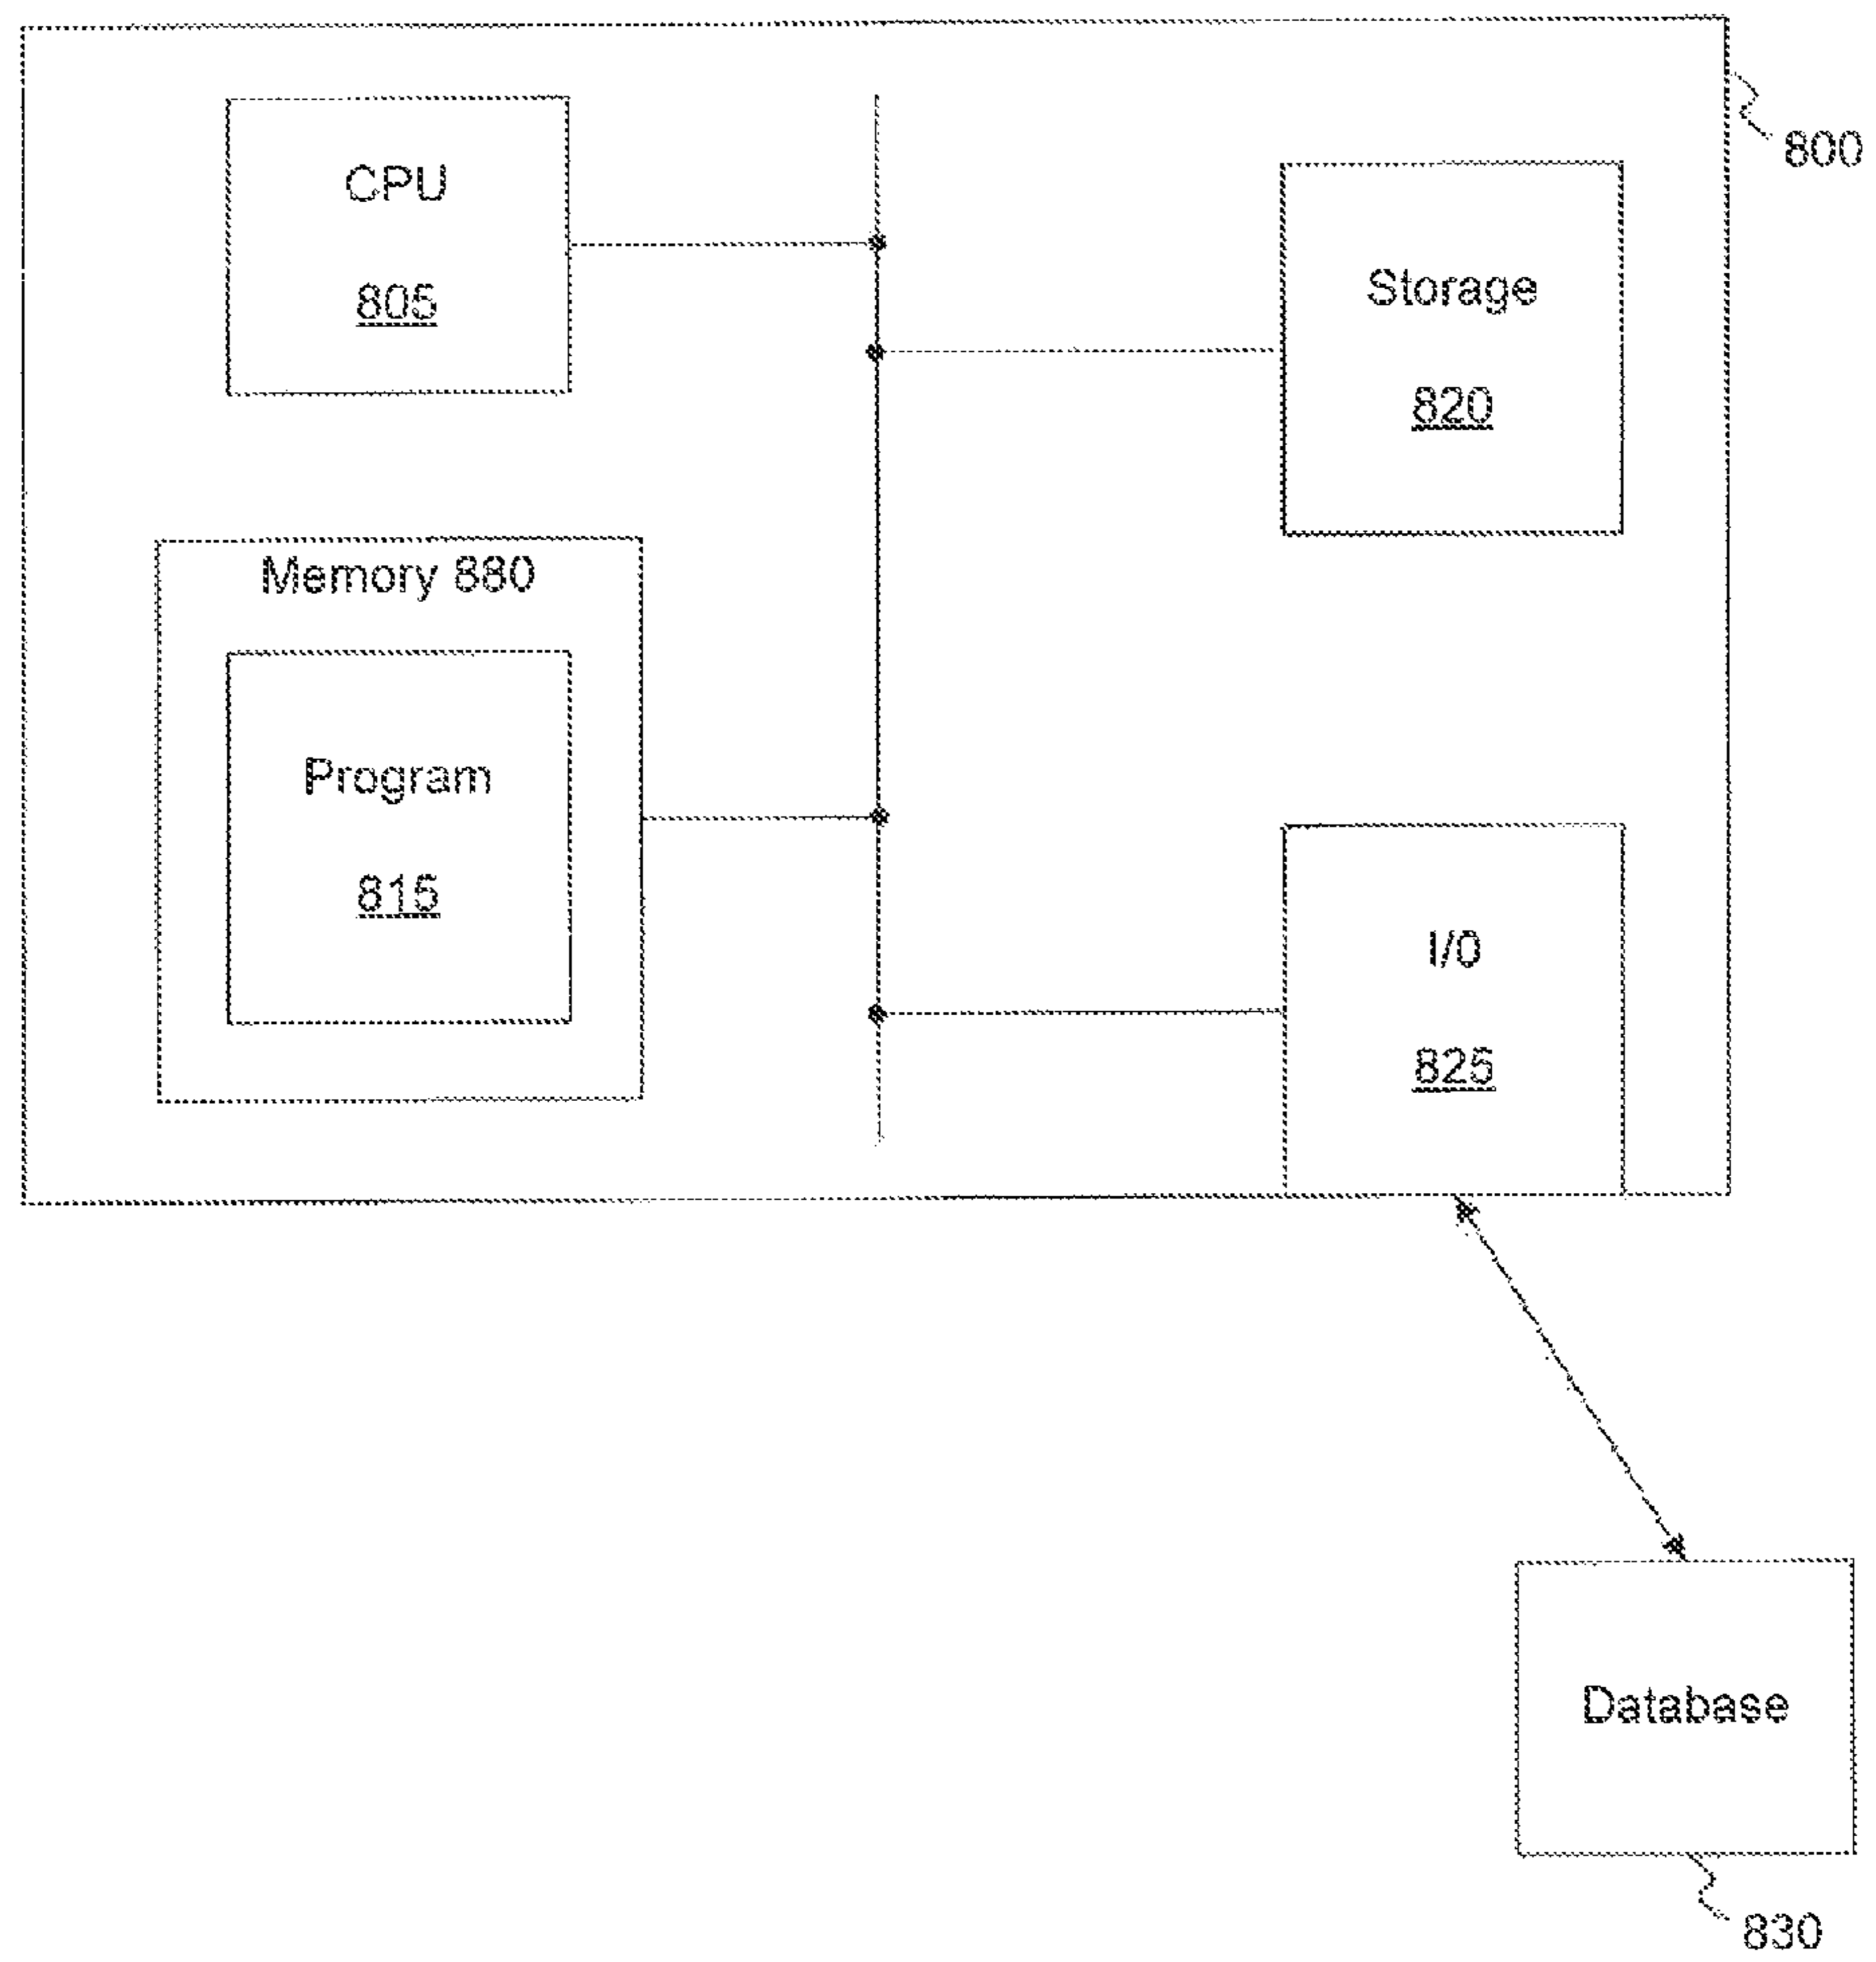 800
CPU
805
Storage
820
Memory 880
Program
815
I/0
825
Database
830